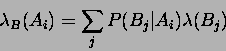 λ_B(A_i) = ∑_j P(B_j|A_i)λ(B_j)